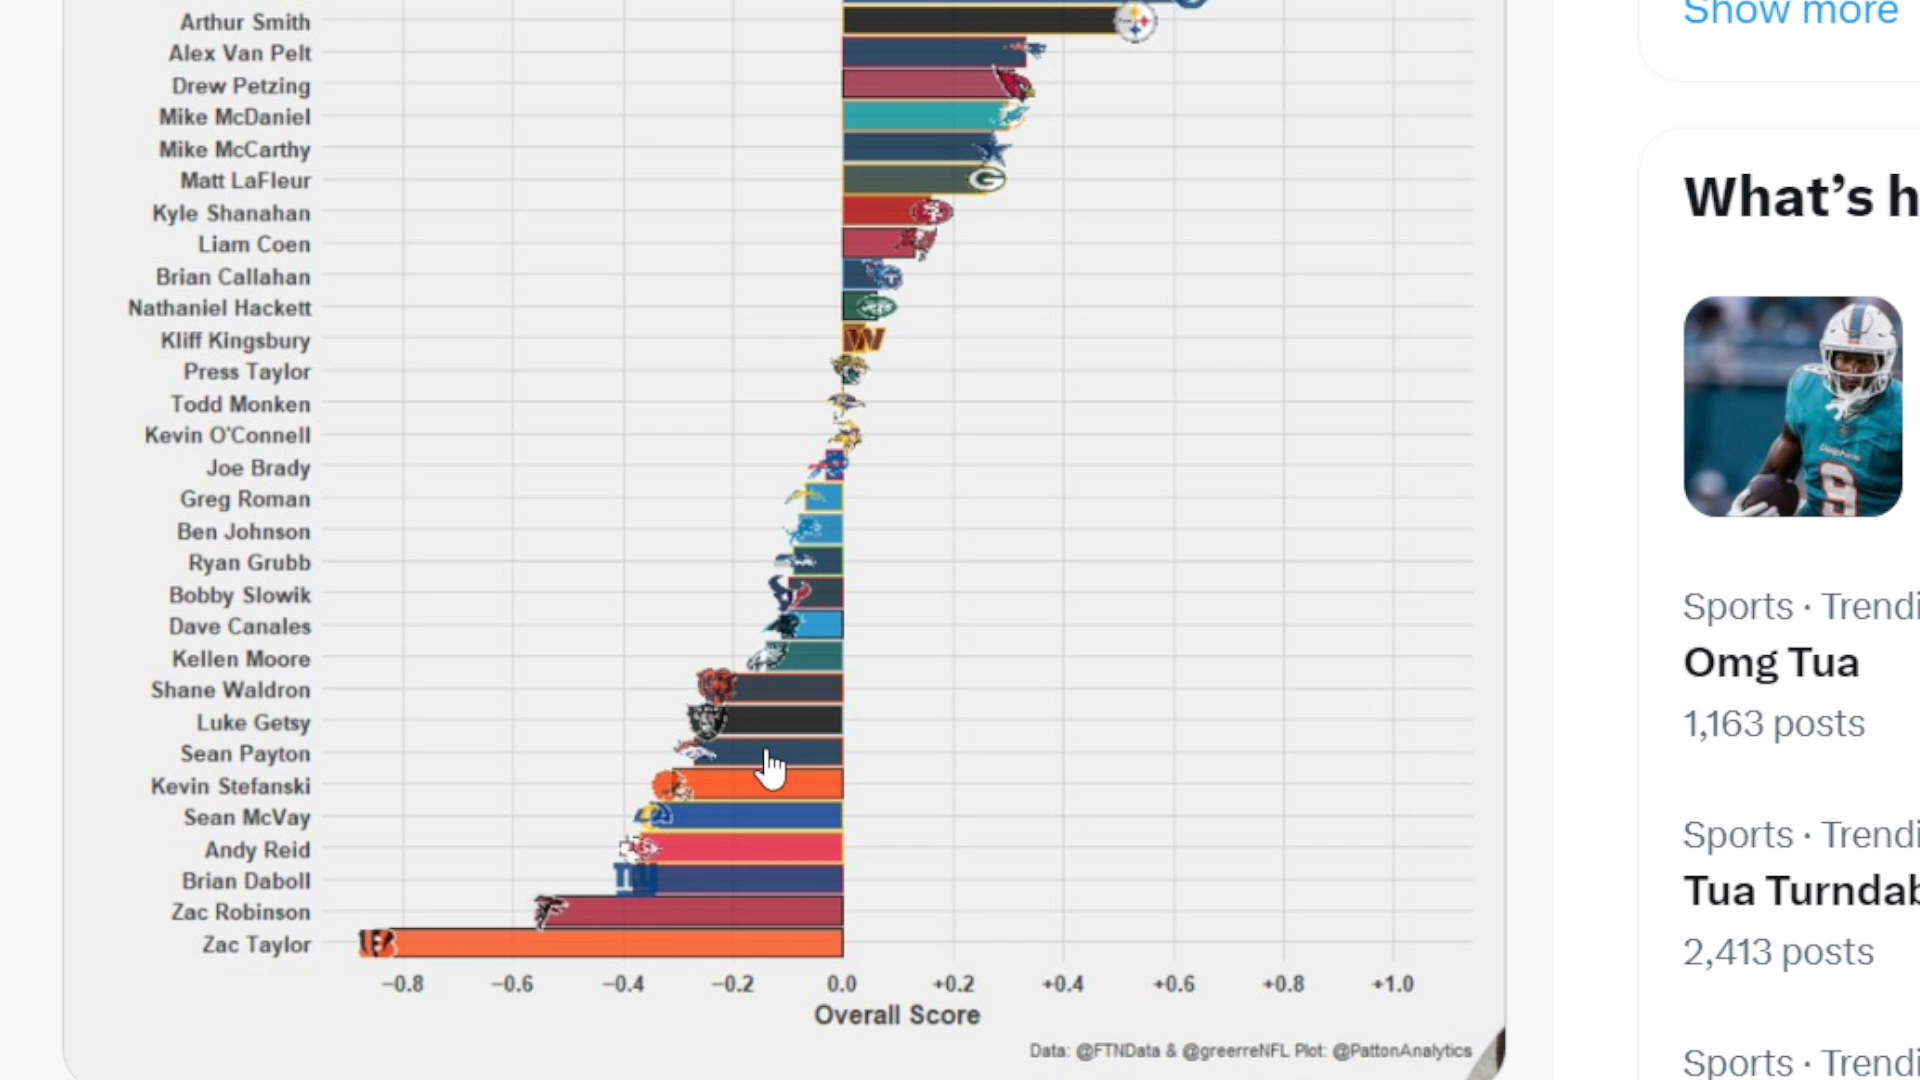 Arthur Smith
Alex Van Pelt
Drew Petzing
Mike McDaniel
Mike McCarthy
Matt LaFleur
Kyle Shanahan
Liam Coen
Brian Callahan
Nathaniel Hackett
Kliff Kingsbury
Press Taylor
Todd Monken
Kevin O'Connell
Joe Brady
Greg Roman
Ben Johnson
Ryan Grubb
Bobby Slowik
Dave Canales
Kellen Moore
Shane Waldron
Luke Getsy
Sean Payton
Kevin Stefanski
Sean McVay
Andy Reid
Brian Daboll
Zac Robinson
Zac Taylor
−0.8 −0.6 −0.4 −0.2 0.0 +0.2 +0.4 +0.6 +0.8 +1.0
Overall Score
Data: @FTNData & @greerreNFL Plot: @PattonAnalytics
Show more
What's h
Dolphins
9
Sports · Trendi
Omg Tua
1,163 posts
Sports · Trendi
Tua Turndab
2,413 posts
Sports · Trendi